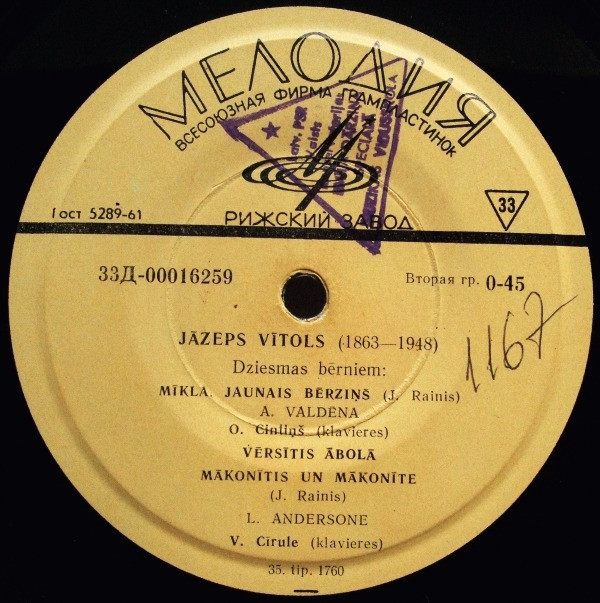 МЕЛОДИЯ
ВСЕСОЮЗНАЯ ФИРМА ГРАМПЛАСТИНОК
Гост 5289-61
РИЖСКИЙ ЗАВОД
33
33Д-00016259
Вторая гр. 0-45
1167
JĀZEPS VĪTOLS (1863—1948)
Dziesmas bērniem:
MĪKLA, JAUNAIS BĒRZIŅŠ (J. Rainis)
A. VALDENA
O. Cintiņš (klavieres)
VĒRSĪTIS ĀBOLĀ
MĀKONĪTIS UN MĀKONĪTE
(J. Rainis)
L. ANDERSONE
V. Cīrule (klavieres)
35. tip. 1760